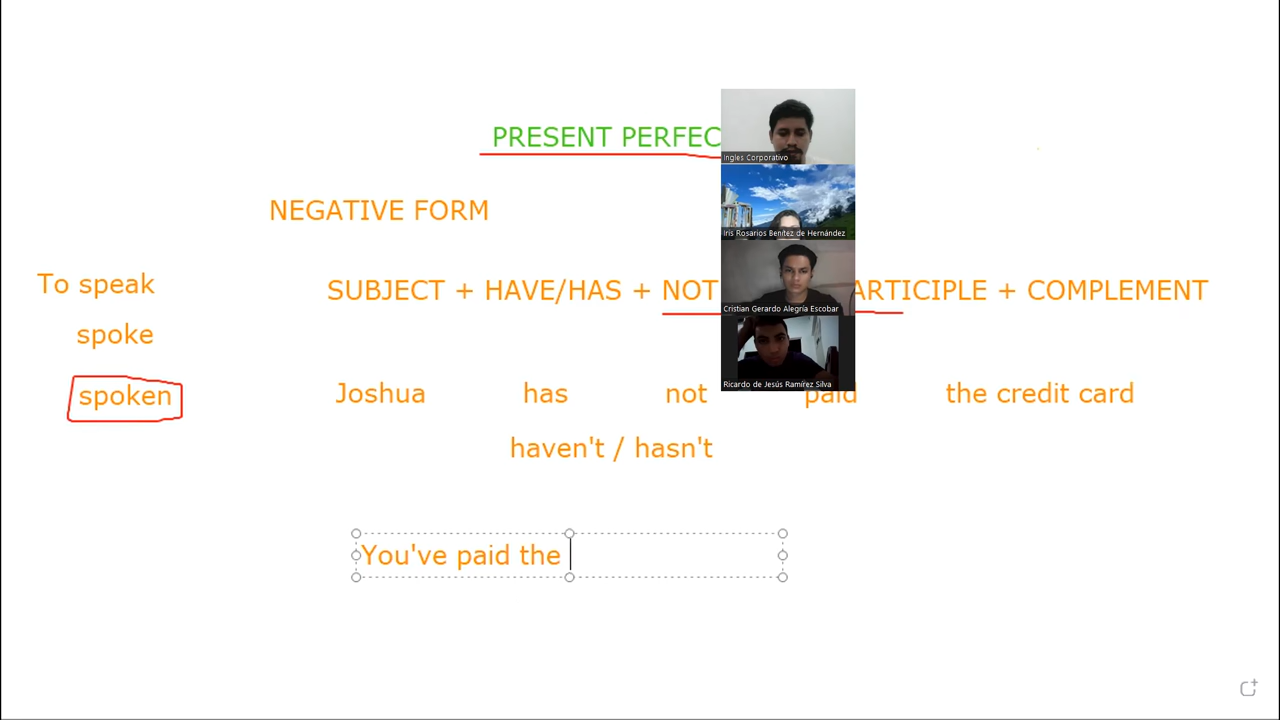 PRESENT PERFEC
NEGATIVE FORM
To speak
SUBJECT + HAVE/HAS + NOT ARTICIPLE + COMPLEMENT
spoke
spoken
Joshua has not paid the credit card
haven't / hasn't
You've paid the
Ingles Corporativo
Iris Rosarios Benítez de Hernández
Cristian Gerardo Alegría Escobar
Ricardo de Jesús Ramírez Silva